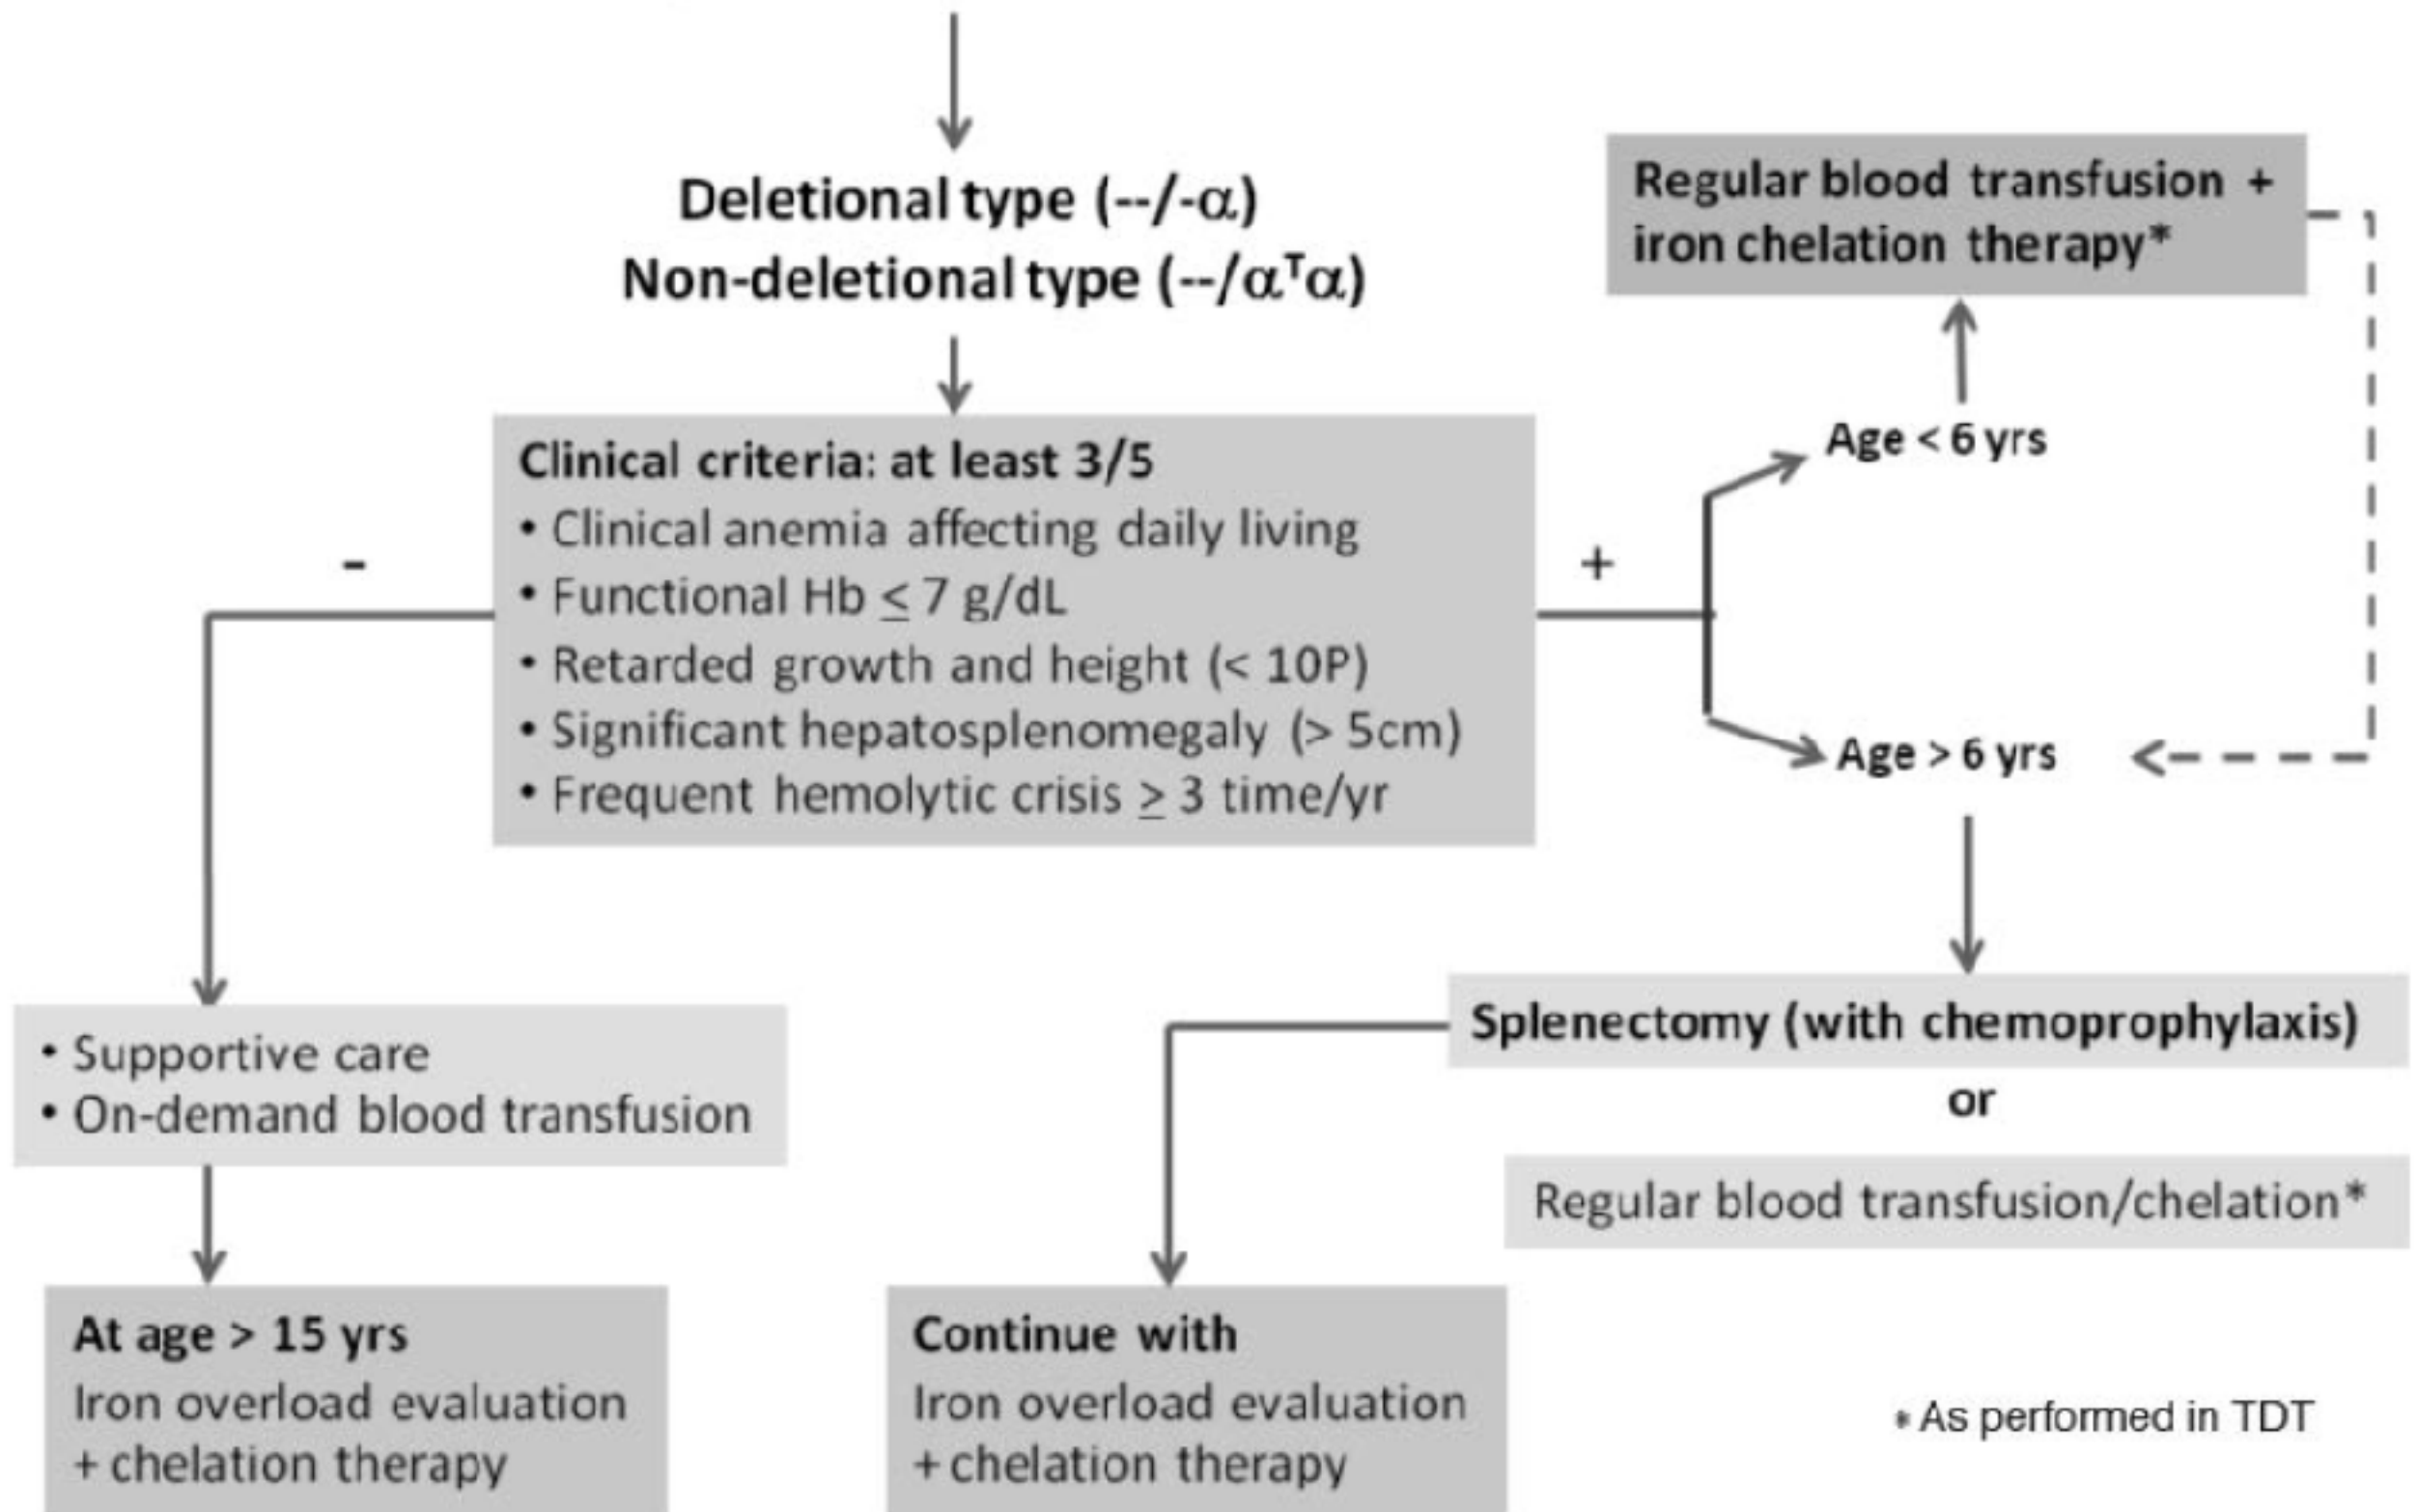 Deletional type (--/-α)
Non-deletional type (--/αᵀα)
Regular blood transfusion +
iron chelation therapy*
Clinical criteria: at least 3/5
• Clinical anemia affecting daily living
• Functional Hb ≤ 7 g/dL
• Retarded growth and height (< 10P)
• Significant hepatosplenomegaly (> 5cm)
• Frequent hemolytic crisis ≥ 3 time/yr
-
+
Age < 6 yrs
Age > 6 yrs
• Supportive care
• On-demand blood transfusion
Splenectomy (with chemoprophylaxis)
or
Regular blood transfusion/chelation*
At age > 15 yrs
Iron overload evaluation
+ chelation therapy
Continue with
Iron overload evaluation
+ chelation therapy
* As performed in TDT